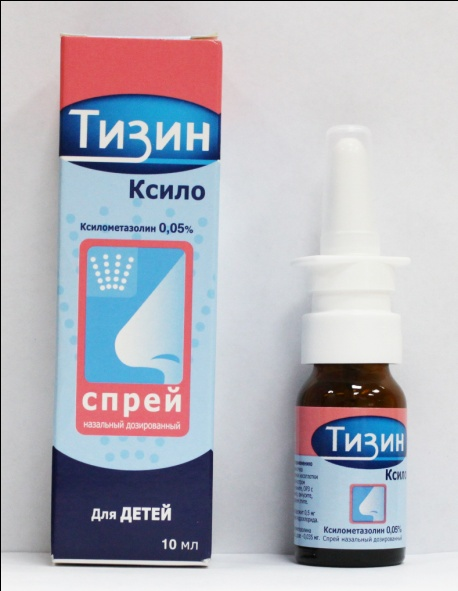 Тизин
Ксило
Ксилометазолин 0,05%
спрей
назальный дозированный
Для ДЕТЕЙ
10 мл
Тизин
Ксило
Ксилометазолин 0,05%
Спрей назальный дозированный